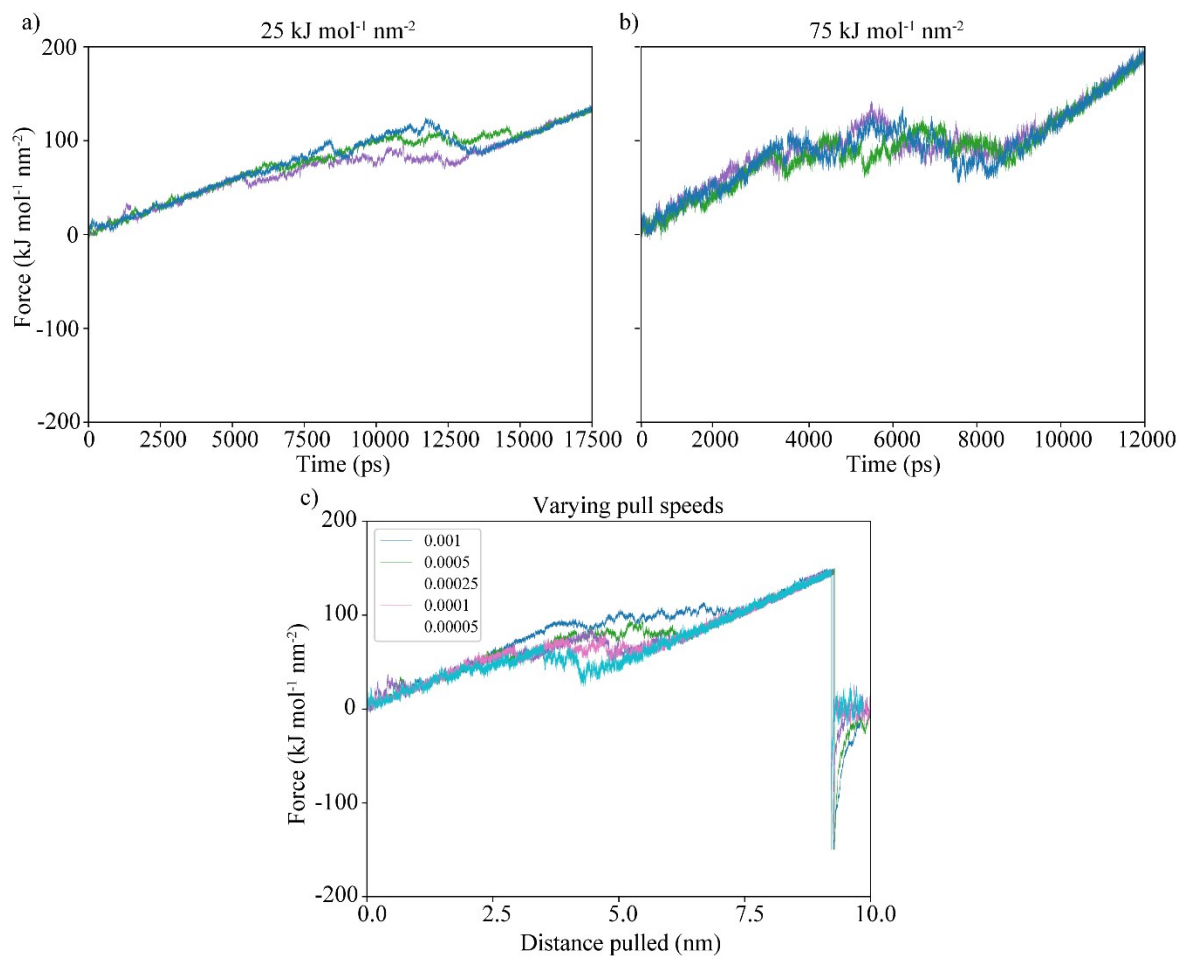 a)
25 kJ mol⁻¹ nm⁻²
200
100
0
-100
-200
Force (kJ mol⁻¹ nm⁻²)
0 2500 5000 7500 10000 12500 15000 17500
Time (ps)
b)
75 kJ mol⁻¹ nm⁻²
0 2000 4000 6000 8000 10000 12000
Time (ps)
c)
Varying pull speeds
200
100
0
-100
-200
Force (kJ mol⁻¹ nm⁻²)
0.001
0.0005
0.00025
0.0001
0.00005
0.0 2.5 5.0 7.5 10.0
Distance pulled (nm)